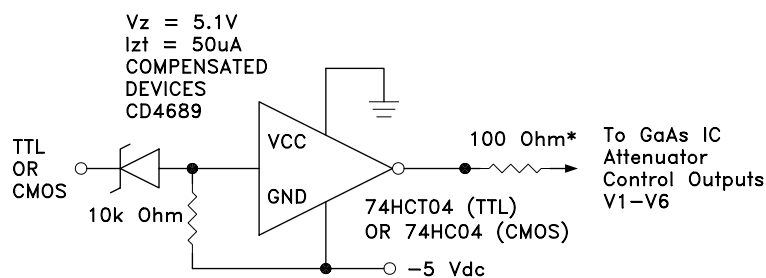 Vz = 5.1V
Izt = 50uA
COMPENSATED
DEVICES
CD4689
TTL
OR
CMOS
10k Ohm
VCC
GND
100 Ohm*
To GaAs IC
Attenuator
Control Outputs
V1-V6
74HCT04 (TTL)
OR 74HC04 (CMOS)
-5 Vdc